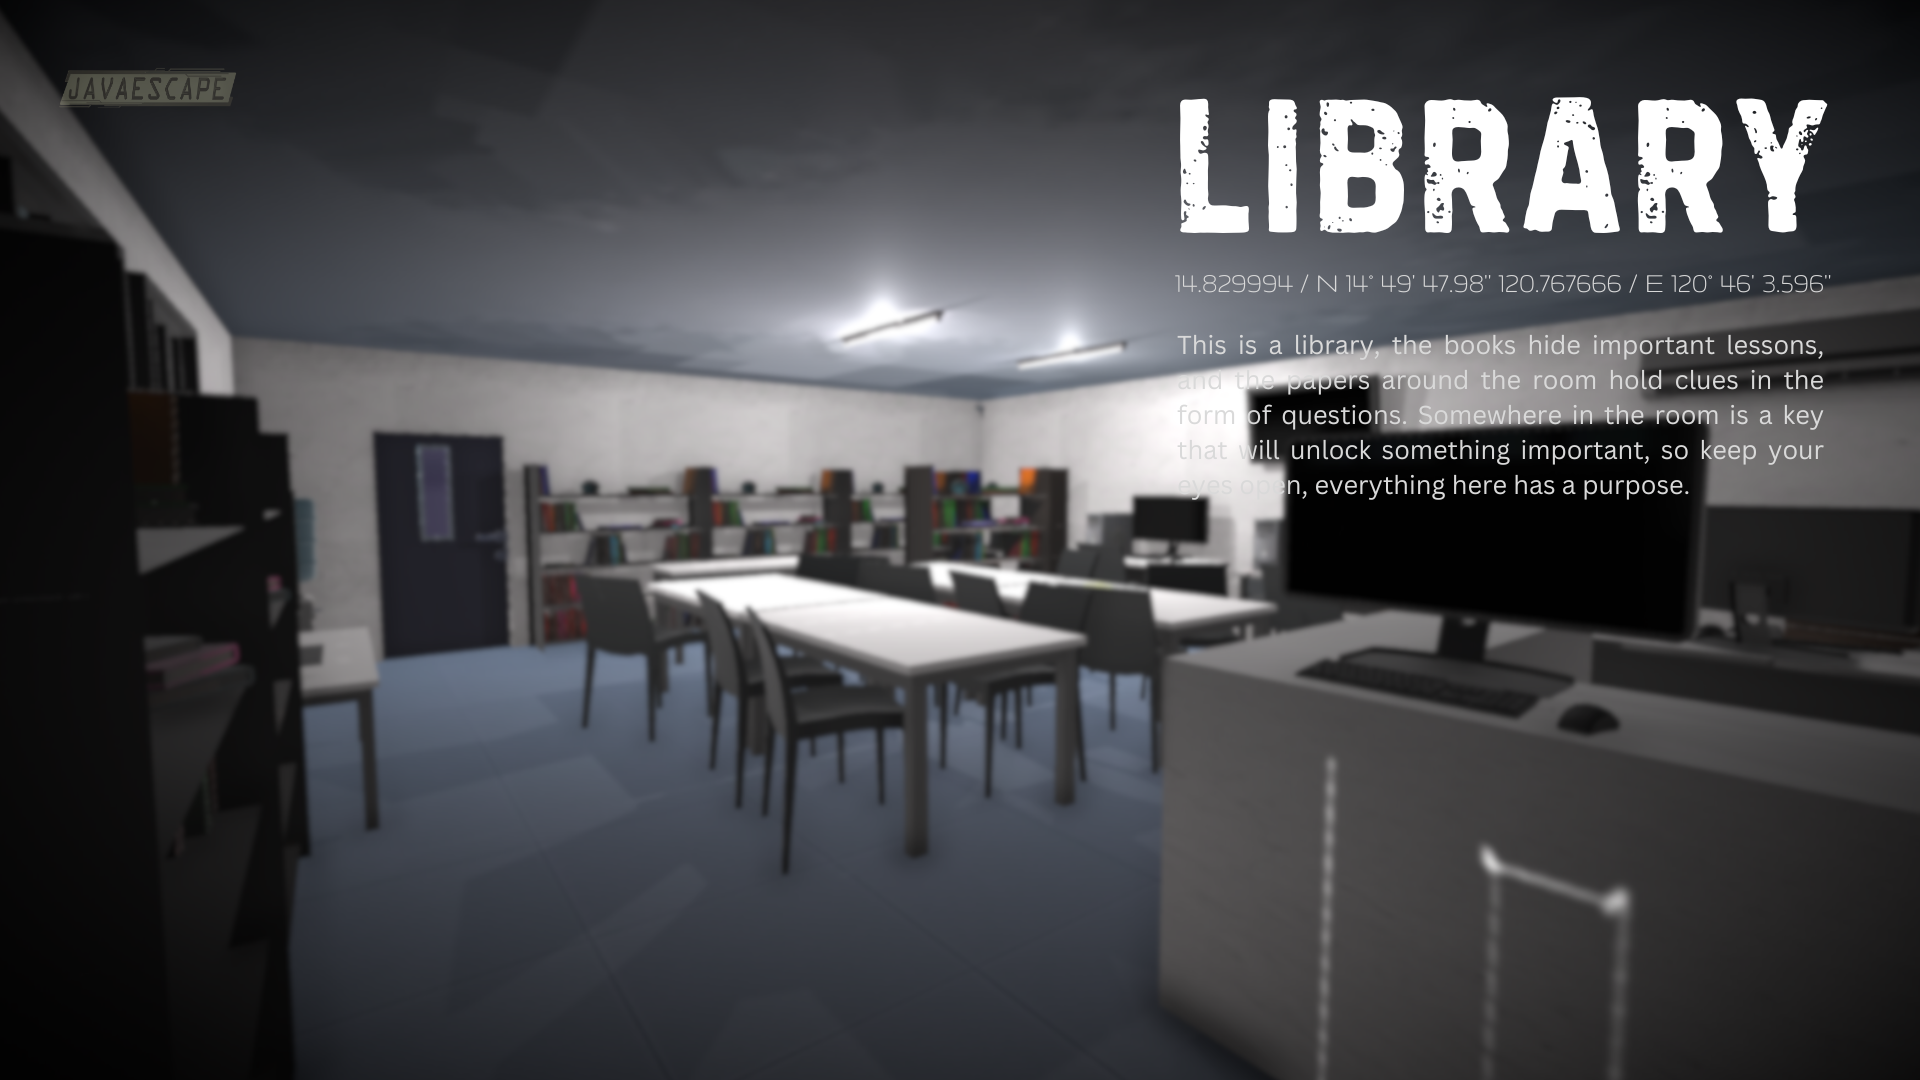 JAVAESCAPE
LIBRARY
14.829994 / N 14° 49' 47.98" 120.767666 / E 120° 46' 3.596"
This is a library, the books hide important lessons,
and the papers around the room hold clues in the
form of questions. Somewhere in the room is a key
that will unlock something important, so keep your
eyes open, everything here has a purpose.